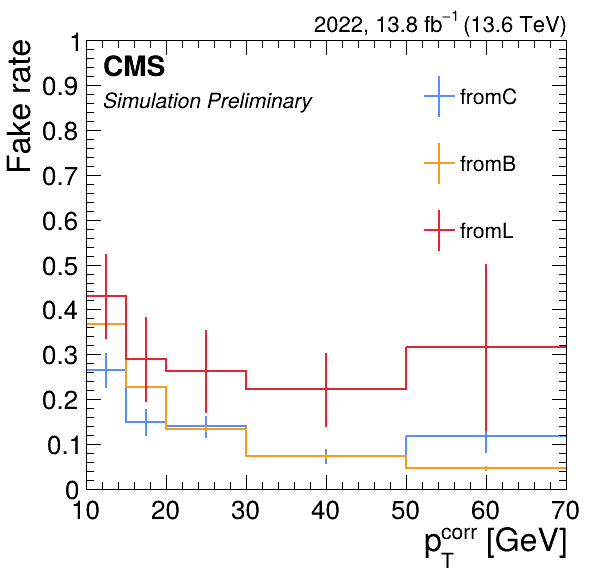 2022, 13.8 fb⁻¹ (13.6 TeV)
CMS
Simulation Preliminary
fromC
fromB
fromL
Fake rate
1
0.9
0.8
0.7
0.6
0.5
0.4
0.3
0.2
0.1
0
10 20 30 40 50 60 70
p_T^corr [GeV]